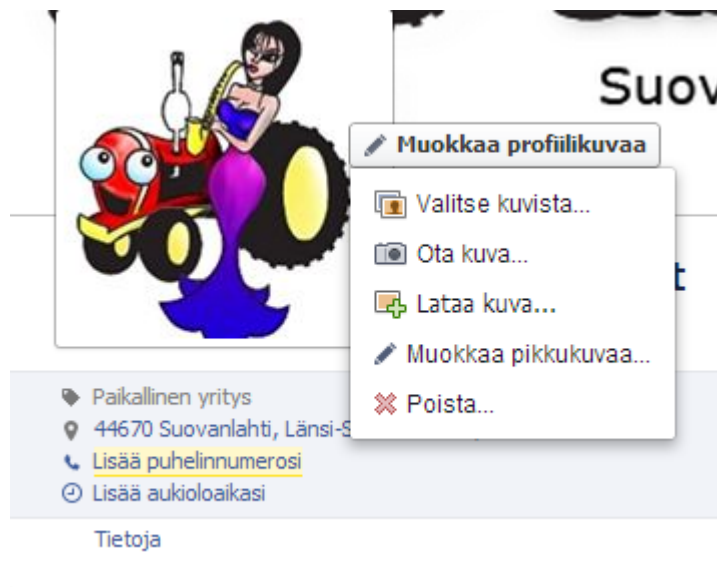 Suov
Muokkaa profiilikuvaa
Valitse kuvista...
Ota kuva...
t
Lataa kuva...
Muokkaa pikkukuvaa...
Poista...
Paikallinen yritys
44670 Suovanlahti, Länsi-S
Lisää puhelinnumerosi
Lisää aukioloaikasi
Tietoja